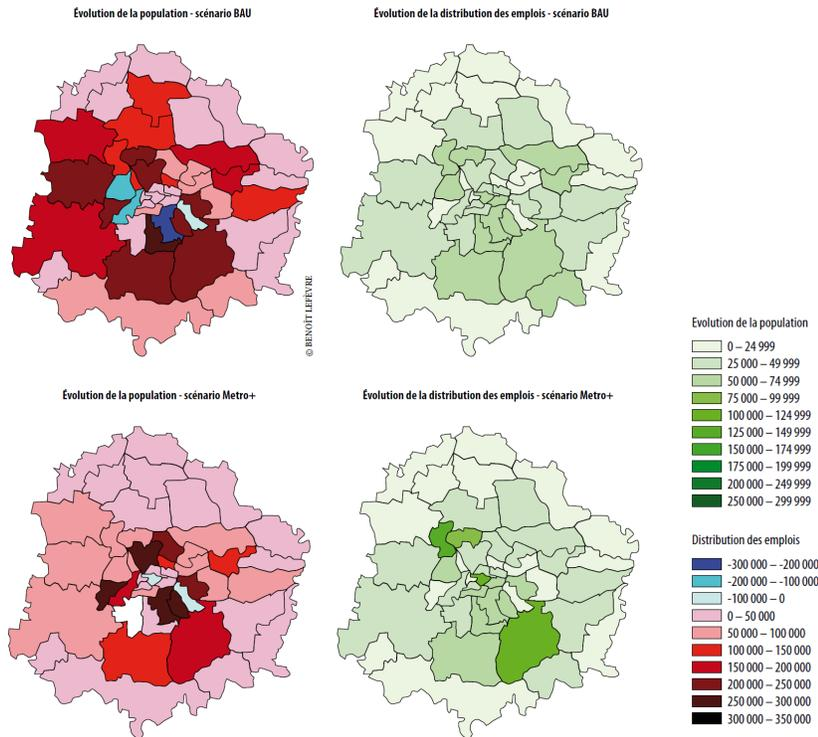 Évolution de la population - scénario BAU
Évolution de la distribution des emplois - scénario BAU
© BENOÎT LEFÈVRE
Évolution de la population - scénario Metro+
Évolution de la distribution des emplois - scénario Metro+
Evolution de la population
0 – 24 999
25 000 – 49 999
50 000 – 74 999
75 000 – 99 999
100 000 – 124 999
125 000 – 149 999
150 000 – 174 999
175 000 – 199 999
200 000 – 249 999
250 000 – 299 999
Distribution des emplois
-300 000 – -200 000
-200 000 – -100 000
-100 000 – 0
0 – 50 000
50 000 – 100 000
100 000 – 150 000
150 000 – 200 000
200 000 – 250 000
250 000 – 300 000
300 000 – 350 000